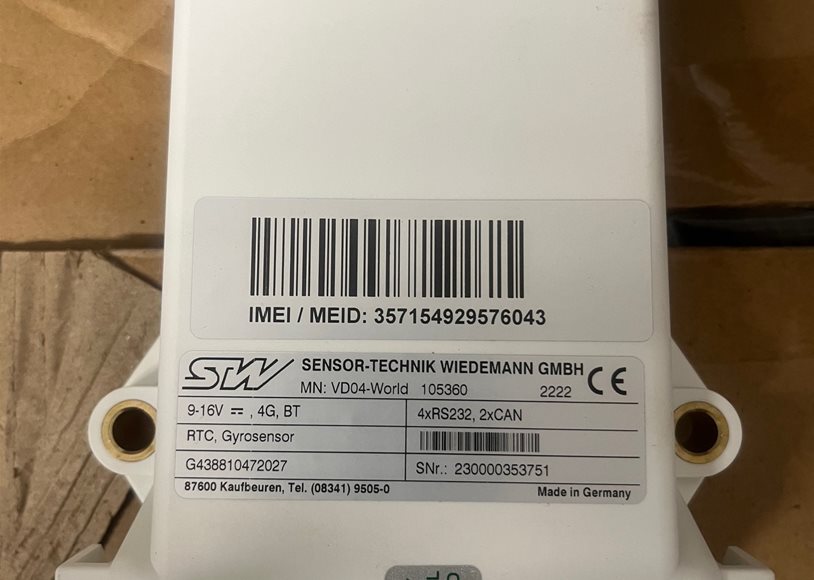 IMEI / MEID: 357154929576043
STW SENSOR-TECHNIK WIEDEMANN GMBH
MN: VD04-World 105360 2222 CE
9-16V ⎓ , 4G, BT 4xRS232, 2xCAN
RTC, Gyrosensor
G438810472027 SNr.: 230000353751
87600 Kaufbeuren, Tel. (08341) 9505-0 Made in Germany